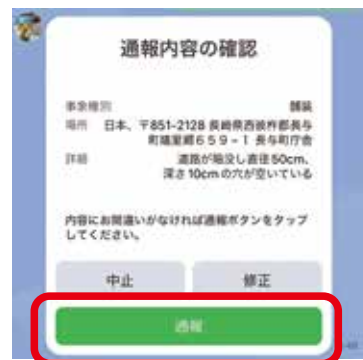 通報内容の確認
事象種別 舗装
場所 日本、〒851-2128 長崎県西彼杵郡長与
町嬉里郷659-1 長与町庁舎
詳細 道路が陥没し直径50cm、
深さ10cmの穴が空いている
内容にお間違いがなければ通報ボタンをタップ
してください。
中止 修正
通報